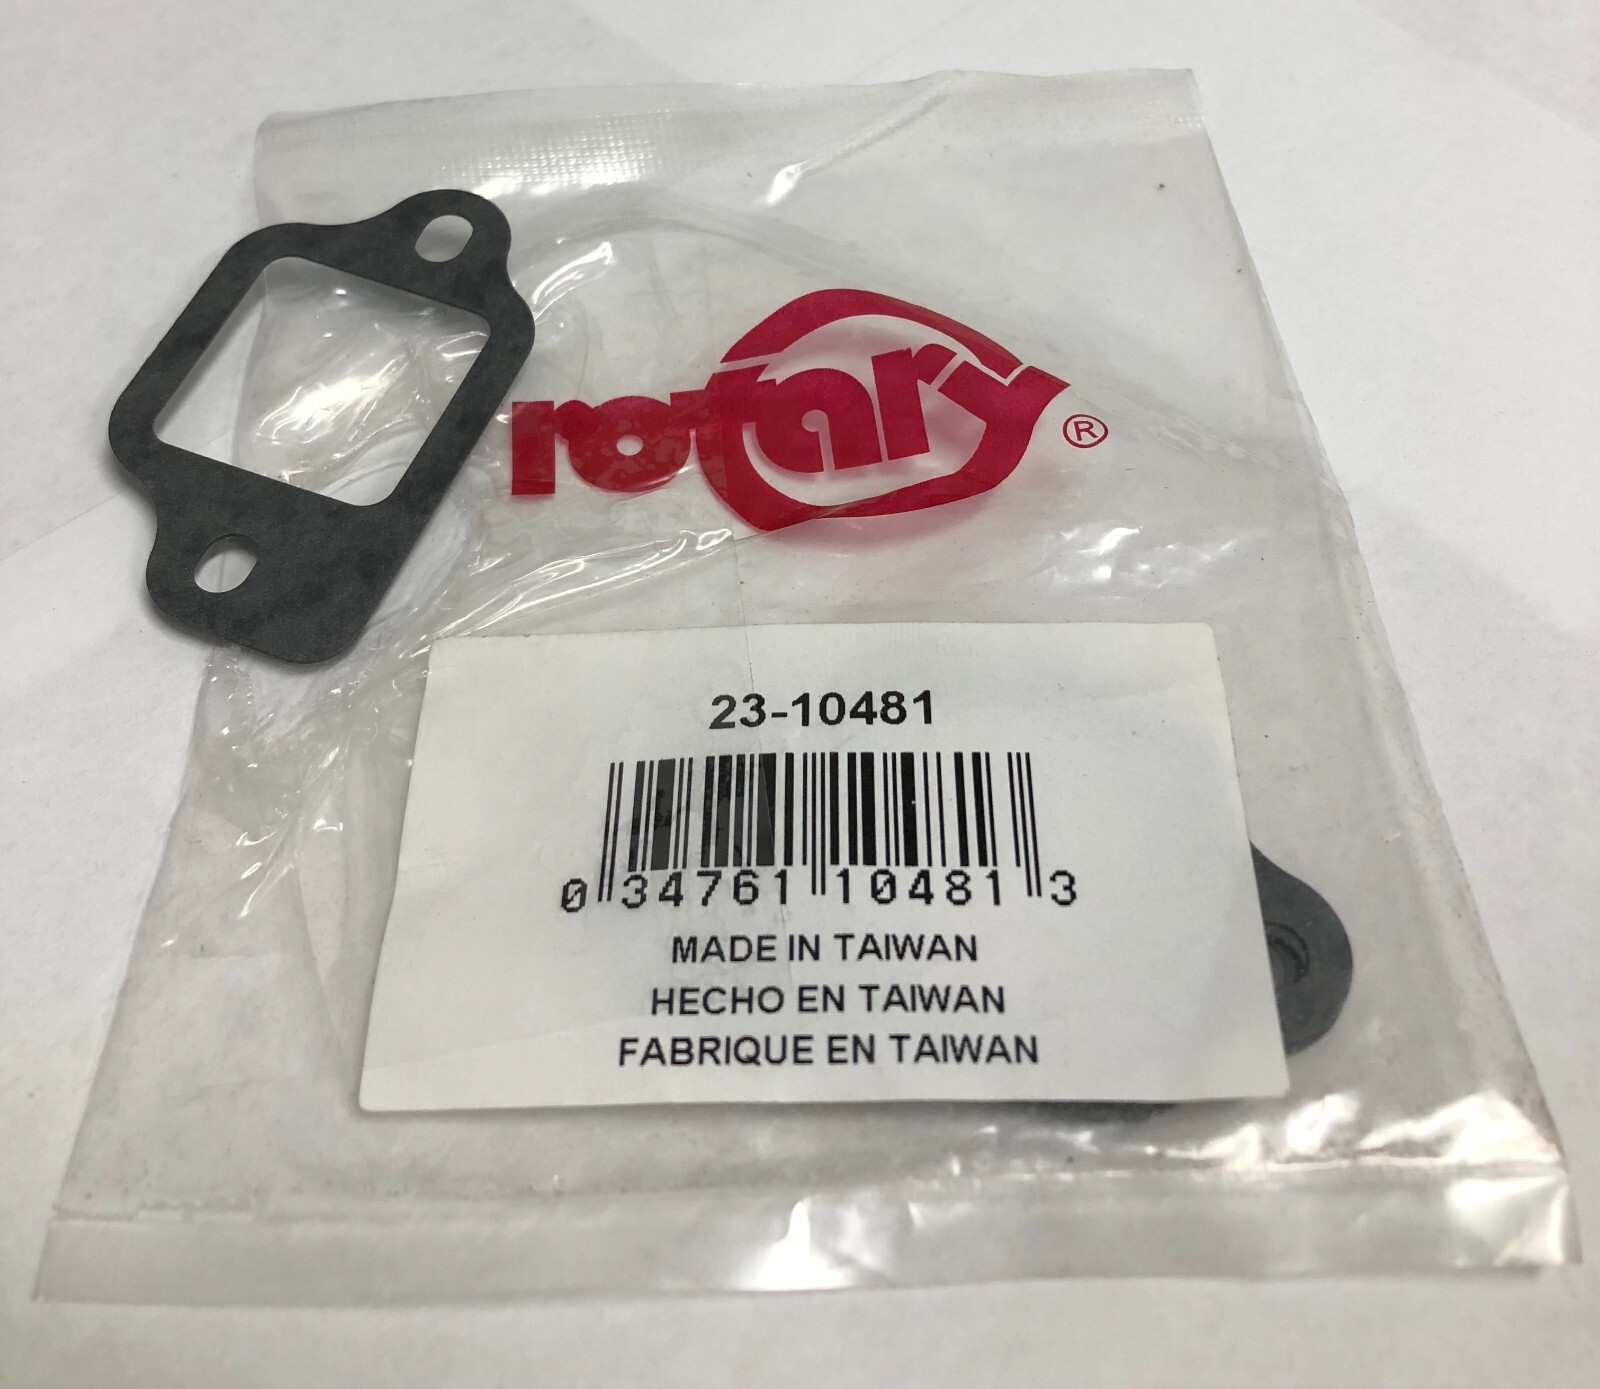 rotary®
23-10481
0 34761 10481 3
MADE IN TAIWAN
HECHO EN TAIWAN
FABRIQUE EN TAIWAN